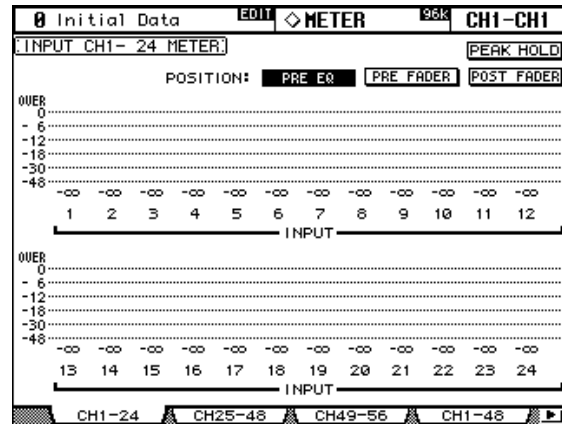 0 Initial Data EDIT ◇METER 96k CH1-CH1
INPUT CH1- 24 METER PEAK HOLD
POSITION: PRE EQ PRE FADER POST FADER
OVER
0
- 6
-12
-18
-30
-48
-∞ -∞ -∞ -∞ -∞ -∞ -∞ -∞ -∞ -∞ -∞ -∞
1 2 3 4 5 6 7 8 9 10 11 12
INPUT
OVER
0
- 6
-12
-18
-30
-48
-∞ -∞ -∞ -∞ -∞ -∞ -∞ -∞ -∞ -∞ -∞ -∞
13 14 15 16 17 18 19 20 21 22 23 24
INPUT
CH1-24 CH25-48 CH49-56 CH1-48